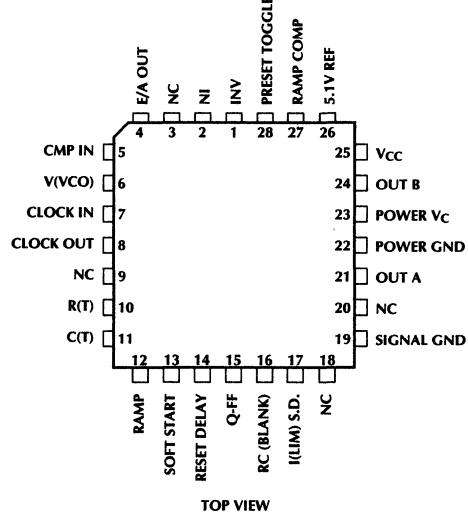 E/A OUT
NC
NI
INV
PRESET TOGGLE
RAMP COMP
5.1V REF
4 3 2 1 28 27 26
CMP IN 5
V(VCO) 6
CLOCK IN 7
CLOCK OUT 8
NC 9
R(T) 10
C(T) 11
25 VCC
24 OUT B
23 POWER VC
22 POWER GND
21 OUT A
20 NC
19 SIGNAL GND
12 13 14 15 16 17 18
RAMP
SOFT START
RESET DELAY
Q-FF
RC (BLANK)
I(LIM) S.D.
NC
TOP VIEW